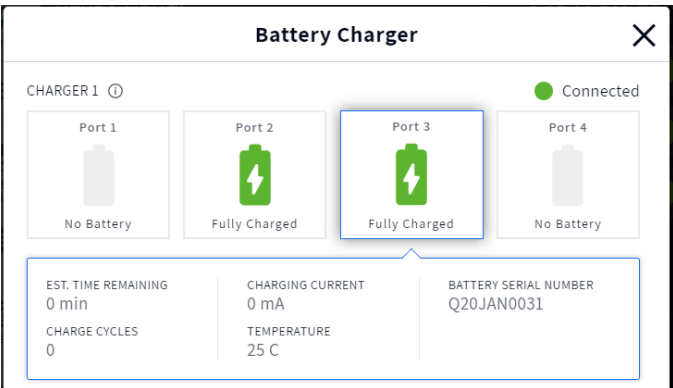 Battery Charger
CHARGER 1
Connected
Port 1
No Battery
Port 2
Fully Charged
Port 3
Fully Charged
Port 4
No Battery
EST. TIME REMAINING
0 min
CHARGE CYCLES
0
CHARGING CURRENT
0 mA
TEMPERATURE
25 C
BATTERY SERIAL NUMBER
Q20JAN0031